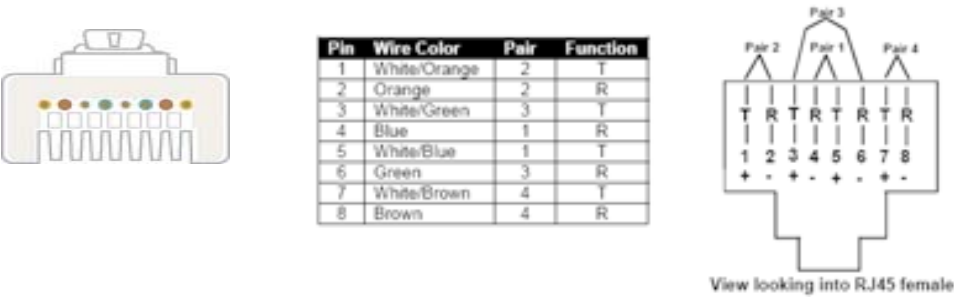 Pin Wire Color Pair Function
1 White/Orange 2 T
2 Orange 2 R
3 White/Green 3 T
4 Blue 1 R
5 White/Blue 1 T
6 Green 3 R
7 White/Brown 4 T
8 Brown 4 R
Pair 3
Pair 2 Pair 1 Pair 4
T R T R T R T R
1 2 3 4 5 6 7 8
+ - + - + - + -
View looking into RJ45 female